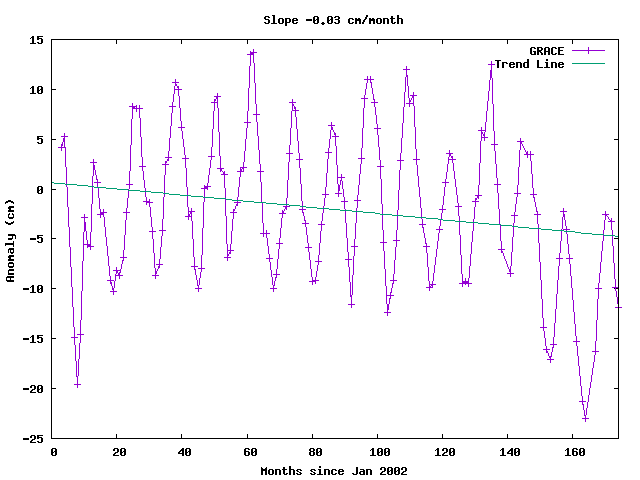 Slope -0.03 cm/month
15
GRACE
Trend Line
10
5
0
-5
-10
-15
-20
-25
Anomaly (cm)
0 20 40 60 80 100 120 140 160
Months since Jan 2002